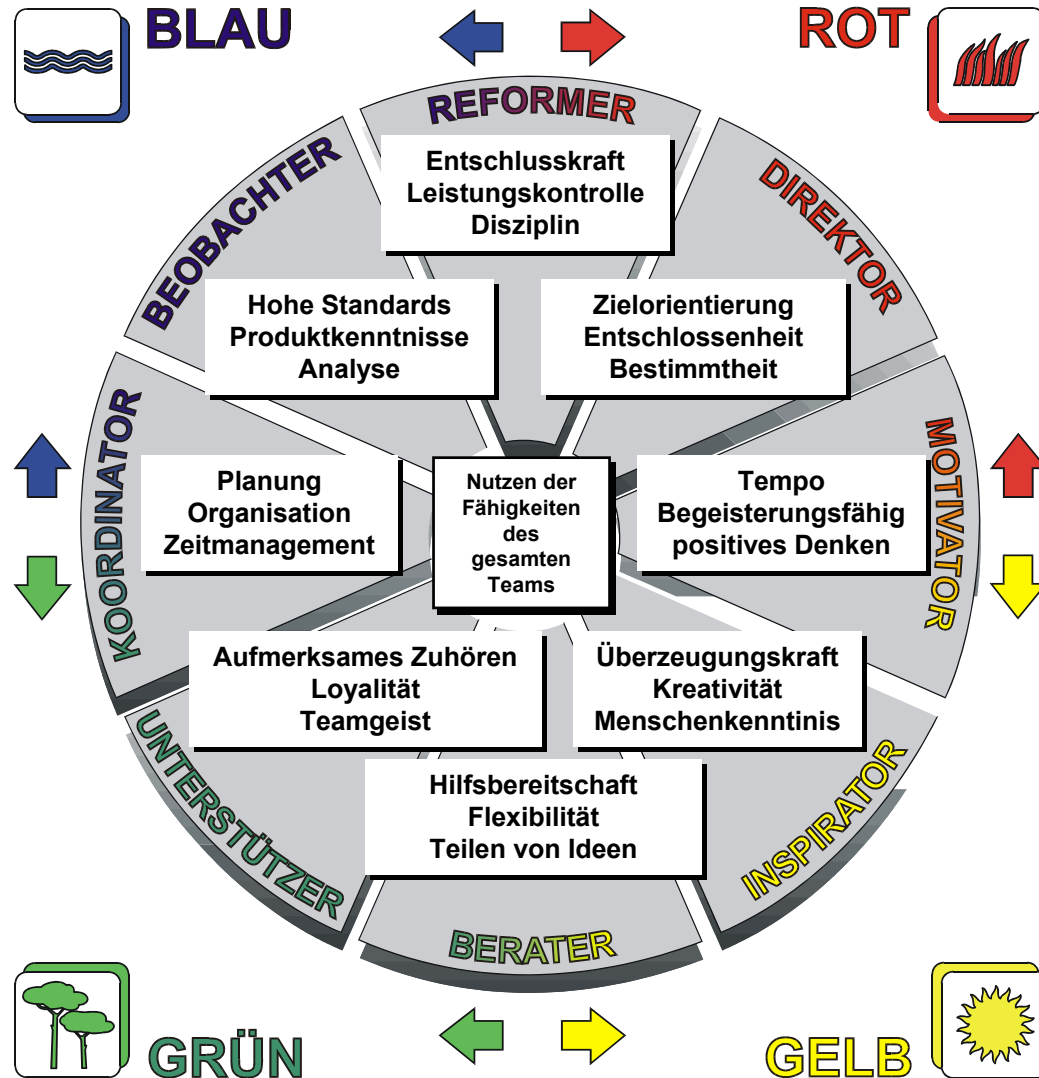 BLAU
ROT
REFORMER
Entschlusskraft
Leistungskontrolle
Disziplin
BEOBACHTER
Hohe Standards
Produktkenntnisse
Analyse
DIREKTOR
Zielorientierung
Entschlossenheit
Bestimmtheit
KOORDINATOR
Planung
Organisation
Zeitmanagement
Nutzen der
Fähigkeiten
des
gesamten
Teams
MOTIVATOR
Tempo
Begeisterungsfähig
positives Denken
UNTERSTÜTZER
Aufmerksames Zuhören
Loyalität
Teamgeist
INSPIRATOR
Überzeugungskraft
Kreativität
Menschenkenntinis
Hilfsbereitschaft
Flexibilität
Teilen von Ideen
BERATER
GRÜN
GELB